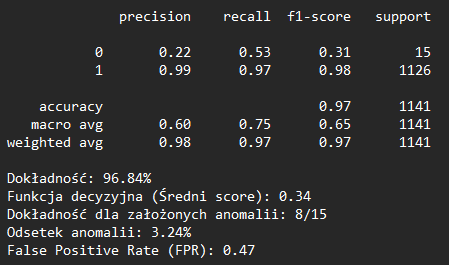 precision recall f1-score support
0 0.22 0.53 0.31 15
1 0.99 0.97 0.98 1126
accuracy 0.97 1141
macro avg 0.60 0.75 0.65 1141
weighted avg 0.98 0.97 0.97 1141
Dokładność: 96.84%
Funkcja decyzyjna (Średni score): 0.34
Dokładność dla założonych anomalii: 8/15
Odsetek anomalii: 3.24%
False Positive Rate (FPR): 0.47